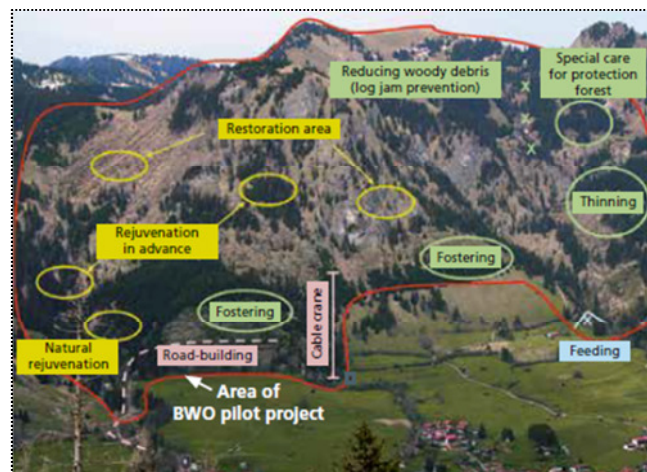 Reducing woody debris
(log jam prevention)
Special care
for protection
forest
Restoration area
Thinning
Rejuvenation
in advance
Fostering
Fostering
Cable crane
Natural
rejuvenation
Road-building
Feeding
Area of
BWO pilot project